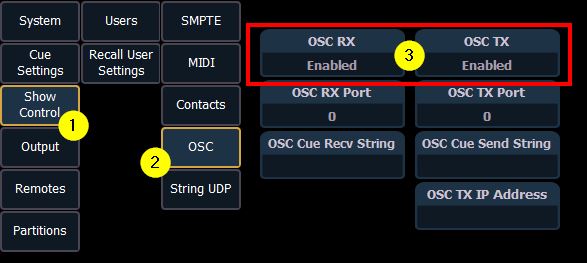 System
Users
SMPTE
Cue
Settings
Recall User
Settings
MIDI
Show
Control
1
Contacts
Output
2
OSC
Remotes
String UDP
Partitions
OSC RX
Enabled
3
OSC TX
Enabled
OSC RX Port
0
OSC TX Port
0
OSC Cue Recv String
OSC Cue Send String
OSC TX IP Address